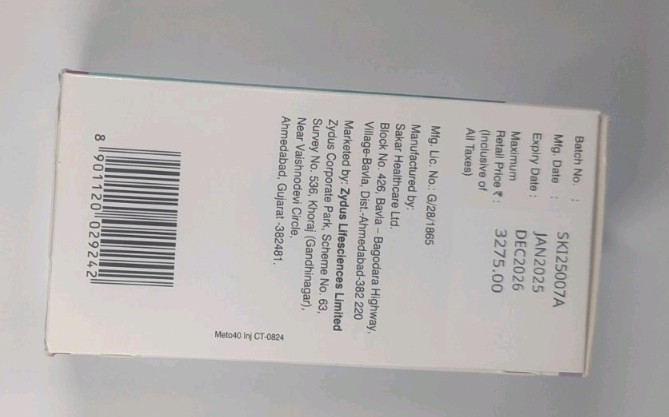 Batch No. : SKI25007A
Mfg. Date : JAN2025
Expiry Date : DEC2026
Maximum
Retail Price ₹ : 3275.00
(Inclusive of
All Taxes)
Mfg. Lic. No.: G/28/1865
Manufactured by:
Sakar Healthcare Ltd.
Block No. 426, Bavla – Bagodara Highway,
Village-Bavla, Dist.-Ahmedabad-382 220
Marketed by: Zydus Lifesciences Limited
Zydus Corporate Park, Scheme No. 63,
Survey No. 536, Khoraj (Gandhinagar),
Near Vaishnodevi Circle,
Ahmedabad, Gujarat -382481.
8 901120 029242
Meto40 Inj CT-0824